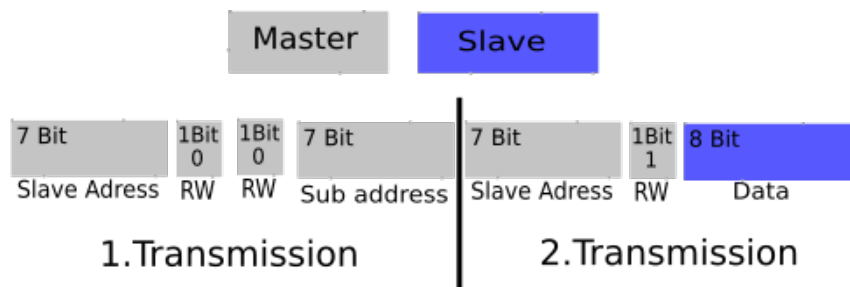 Master Slave
7 Bit 1Bit 1Bit 7 Bit 7 Bit 1Bit 8 Bit
0 0 1
Slave Adress RW RW Sub address Slave Adress RW Data
1.Transmission 2.Transmission